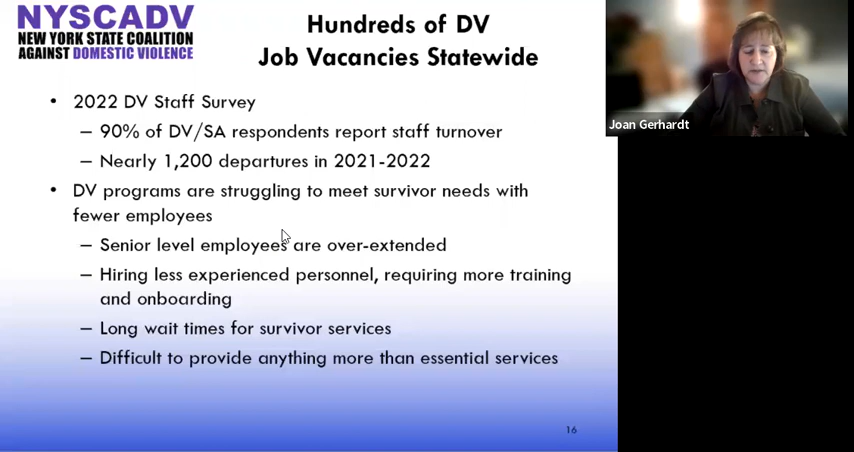 NYSCADV
NEW YORK STATE COALITION
AGAINST DOMESTIC VIOLENCE
Hundreds of DV
Job Vacancies Statewide
• 2022 DV Staff Survey
– 90% of DV/SA respondents report staff turnover
– Nearly 1,200 departures in 2021-2022
• DV programs are struggling to meet survivor needs with
fewer employees
– Senior level employees are over-extended
– Hiring less experienced personnel, requiring more training
and onboarding
– Long wait times for survivor services
– Difficult to provide anything more than essential services
16
Joan Gerhardt